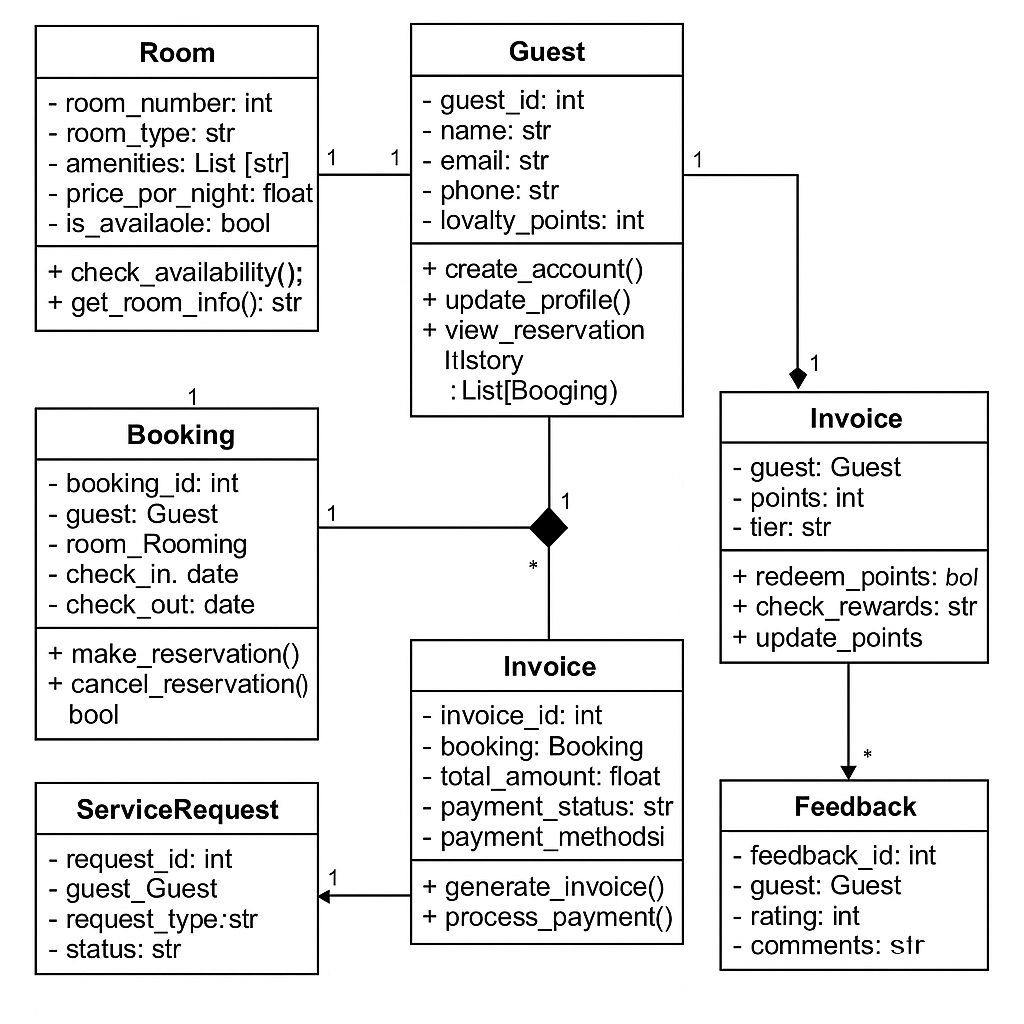 Room
- room_number: int
- room_type: str
- amenities: List [str]
- price_por_night: float
- is_availaole: bool
+ check_availability();
+ get_room_info(): str
1
1
Guest
- guest_id: int
- name: str
- email: str
- phone: str
- lovalty_points: int
+ create_account()
+ update_profile()
+ view_reservation
ItIstory
: List[Booging)
1
1
1
Booking
- booking_id: int
- guest: Guest
- room_Rooming
- check_in. date
- check_out: date
+ make_reservation()
+ cancel_reservation()
bool
1
1
*
Invoice
- guest: Guest
- points: int
- tier: str
+ redeem_points: bol
+ check_rewards: str
+ update_points
*
Invoice
- invoice_id: int
- booking: Booking
- total_amount: float
- payment_status: str
- payment_methodsi
+ generate_invoice()
+ process_payment()
1
ServiceRequest
- request_id: int
- guest_Guest
- request_type.:str
- status: str
Feedback
- feedback_id: int
- guest: Guest
- rating: int
- comments: str